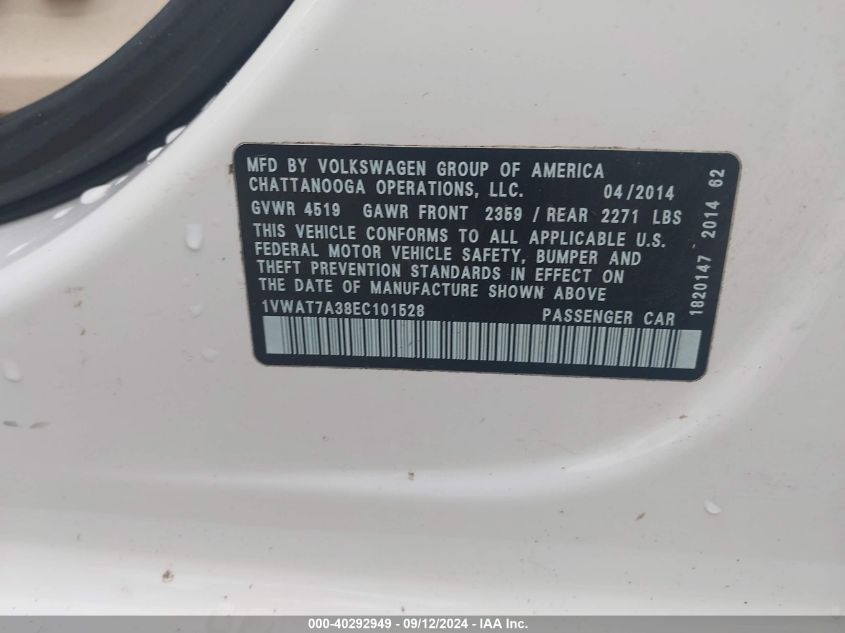 MFD BY VOLKSWAGEN GROUP OF AMERICA
CHATTANOOGA OPERATIONS, LLC. 04/2014
GVWR 4519 GAWR FRONT 2359 / REAR 2271 LBS
THIS VEHICLE CONFORMS TO ALL APPLICABLE U.S.
FEDERAL MOTOR VEHICLE SAFETY, BUMPER AND
THEFT PREVENTION STANDARDS IN EFFECT ON
THE DATE OF MANUFACTURE SHOWN ABOVE
1VWAT7A38EC101528 PASSENGER CAR
1820147 2014 62
000-40292949 - 09/12/2024 - IAA Inc.